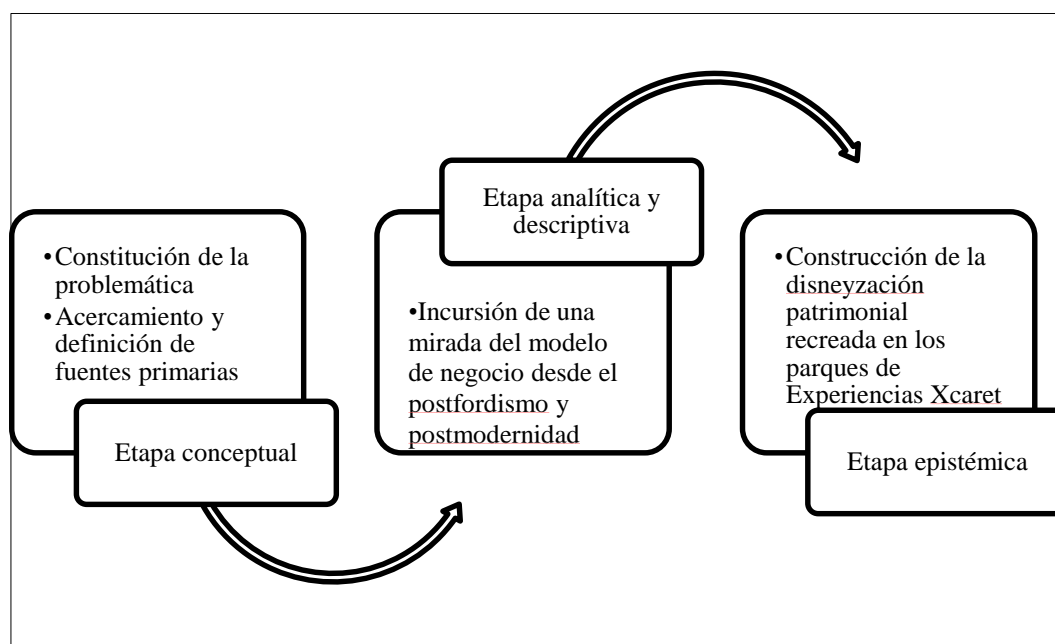 •Constitución de la
problemática
•Acercamiento y
definición de
fuentes primarias
Etapa conceptual
Etapa analítica y
descriptiva
•Incursión de una
mirada del modelo
de negocio desde el
postfordismo y
postmodernidad
•Construcción de la
disneyzación
patrimonial
recreada en los
parques de
Experiencias Xcaret
Etapa epistémica